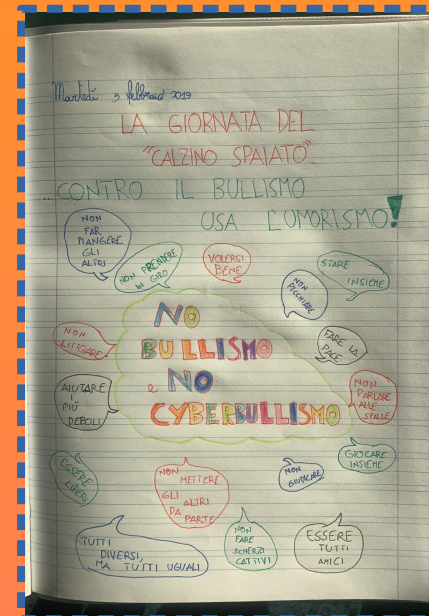 Martedì 5 febbraio 2019
LA GIORNATA DEL
"CALZINO SPAIATO"
...CONTRO IL BULLISMO
USA L'UMORISMO!
NON
FAR
PIANGERE
GLI
ALTRI
NON PRENDERE
IN GIRO
VOLERSI
BENE
NON
PICCHIARE
STARE
INSIEME
NON
LITIGARE
NO
BULLISMO
e NO
CYBERBULLISMO
FARE LA
PACE
AIUTARE
I
PIÙ
DEBOLI
NON
PARLARE
ALLE
SPALLE
ESSERE
LIBERI
NON
METTERE
GLI
ALTRI
DA
PARTE
NON
GIUDICARE
GIOCARE
INSIEME
TUTTI
DIVERSI,
MA TUTTI UGUALI
NON
FARE
SCHERZI
CATTIVI
ESSERE
TUTTI
AMICI